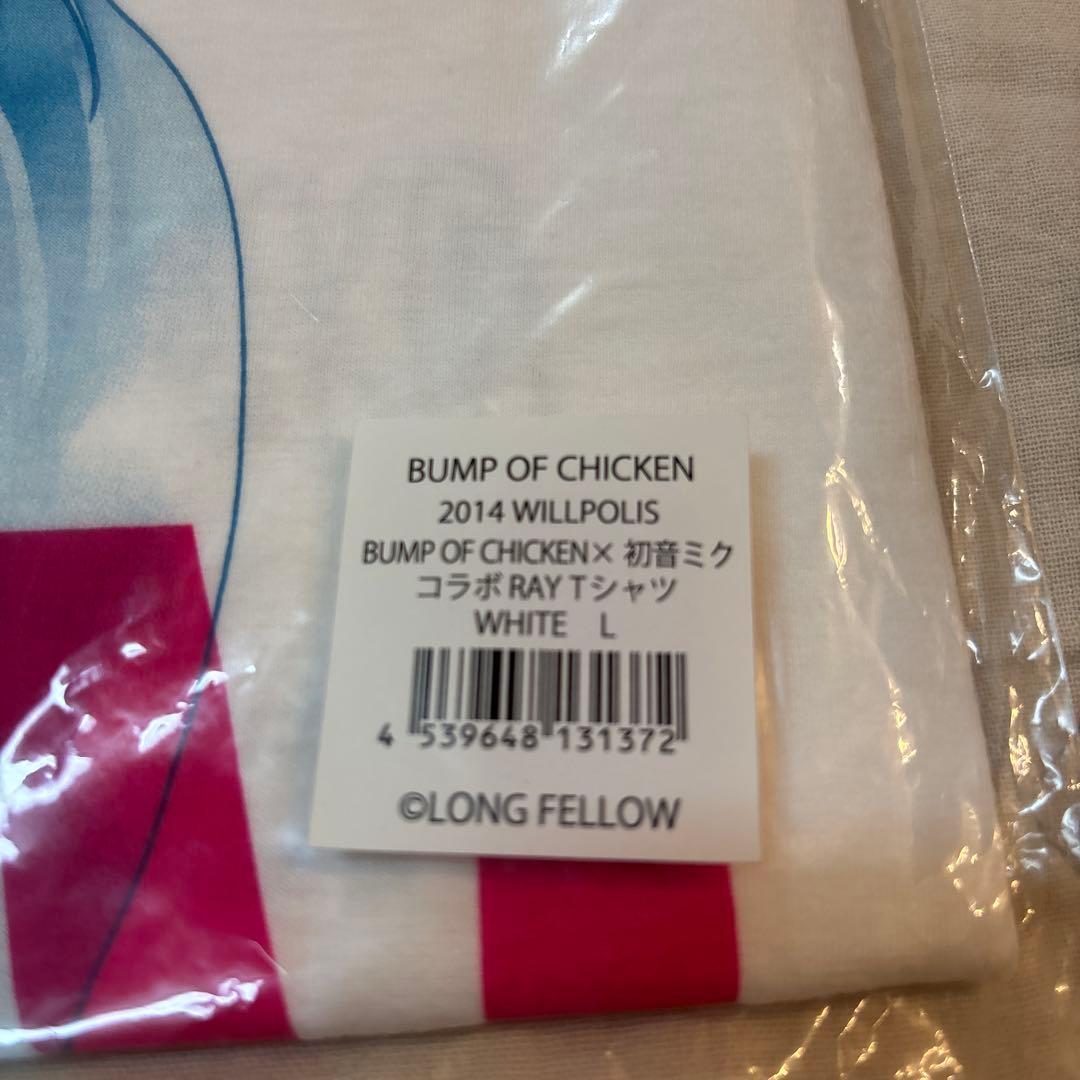 BUMP OF CHICKEN
2014 WILLPOLIS
BUMP OF CHICKEN× 初音ミク
コラボ RAY Tシャツ
WHITE L
4 539648 131372
©LONG FELLOW